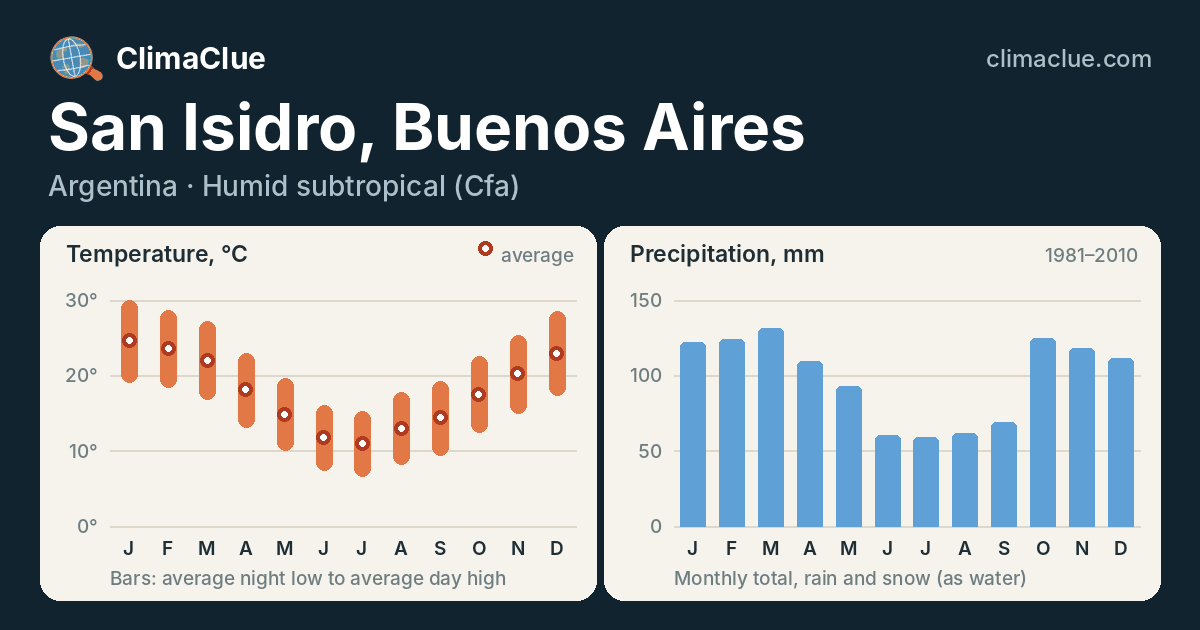 ClimaClue
climaclue.com
San Isidro, Buenos Aires
Argentina · Humid subtropical (Cfa)
Temperature, °C
average
30°
20°
10°
0°
J F M A M J J A S O N D
Bars: average night low to average day high
Precipitation, mm
1981–2010
150
100
50
0
J F M A M J J A S O N D
Monthly total, rain and snow (as water)